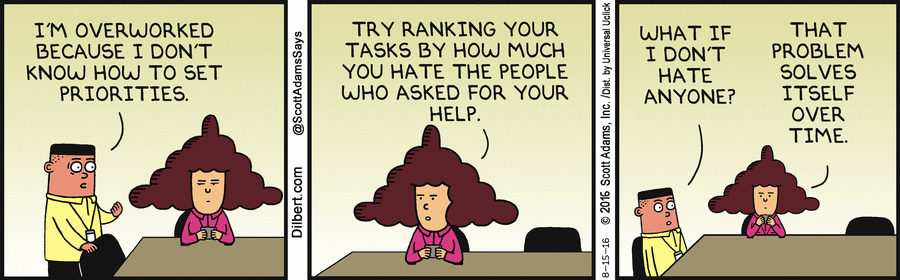 I'M OVERWORKED
BECAUSE I DON'T
KNOW HOW TO SET
PRIORITIES.
Dilbert.com @ScottAdamsSays
TRY RANKING YOUR
TASKS BY HOW MUCH
YOU HATE THE PEOPLE
WHO ASKED FOR YOUR
HELP.
8-15-16 © 2016 Scott Adams, Inc. /Dist. by Universal Uclick
WHAT IF
I DON'T
HATE
ANYONE?
THAT
PROBLEM
SOLVES
ITSELF
OVER
TIME.